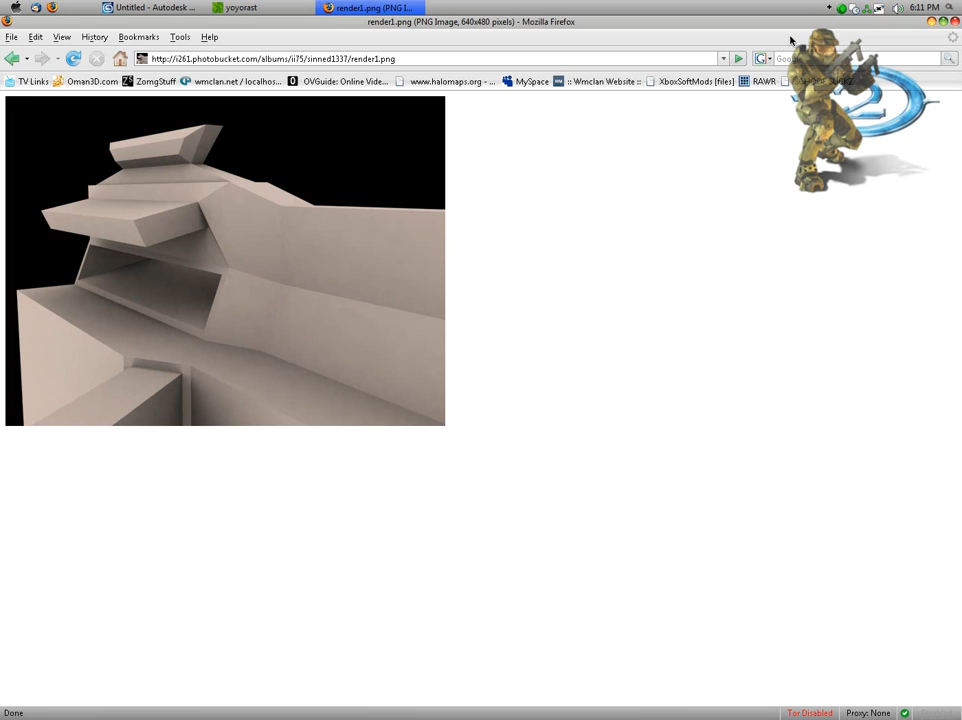 Untitled - Autodesk ...
yoyorast
render1.png (PNG I...
6:11 PM
render1.png (PNG Image, 640x480 pixels) - Mozilla Firefox
File Edit View History Bookmarks Tools Help
http://i261.photobucket.com/albums/ii75/sinned1337/render1.png
G
Goo
TV Links
Oman3D.com
ZomgStuff
wmclan.net / localhos...
OVGuide: Online Vide...
www.halomaps.org - ...
MySpace
:: Wmclan Website ::
XboxSoftMods [files]
RAWR
Done
Tor Disabled
Proxy: None